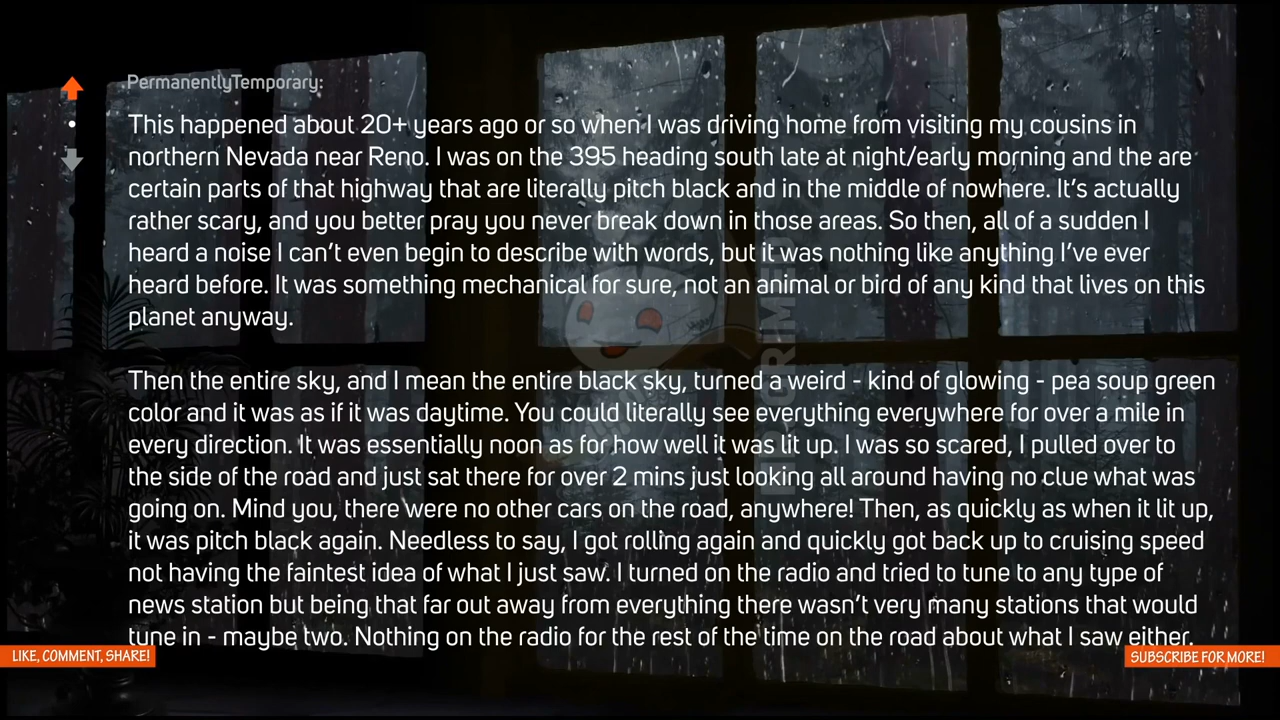 PermanentlyTemporary:
This happened about 20+ years ago or so when I was driving home from visiting my cousins in
northern Nevada near Reno. I was on the 395 heading south late at night/early morning and the are
certain parts of that highway that are literally pitch black and in the middle of nowhere. It's actually
rather scary, and you better pray you never break down in those areas. So then, all of a sudden I
heard a noise I can't even begin to describe with words, but it was nothing like anything I've ever
heard before. It was something mechanical for sure, not an animal or bird of any kind that lives on this
planet anyway.
Then the entire sky, and I mean the entire black sky, turned a weird - kind of glowing - pea soup green
color and it was as if it was daytime. You could literally see everything everywhere for over a mile in
every direction. It was essentially noon as for how well it was lit up. I was so scared, I pulled over to
the side of the road and just sat there for over 2 mins just looking all around having no clue what was
going on. Mind you, there were no other cars on the road, anywhere! Then, as quickly as when it lit up,
it was pitch black again. Needless to say, I got rolling again and quickly got back up to cruising speed
not having the faintest idea of what I just saw. I turned on the radio and tried to tune to any type of
news station but being that far out away from everything there wasn't very many stations that would
tune in - maybe two. Nothing on the radio for the rest of the time on the road about what I saw either.
LIKE, COMMENT, SHARE!
SUBSCRIBE FOR MORE!